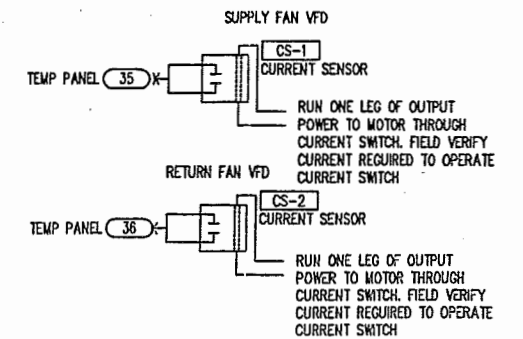 SUPPLY FAN VFD
CS-1
CURRENT SENSOR
TEMP PANEL 35
RUN ONE LEG OF OUTPUT
POWER TO MOTOR THROUGH
CURRENT SWITCH. FIELD VERIFY
CURRENT REQUIRED TO OPERATE
CURRENT SWITCH
RETURN FAN VFD
CS-2
CURRENT SENSOR
TEMP PANEL 36
RUN ONE LEG OF OUTPUT
POWER TO MOTOR THROUGH
CURRENT SWITCH. FIELD VERIFY
CURRENT REQUIRED TO OPERATE
CURRENT SWITCH